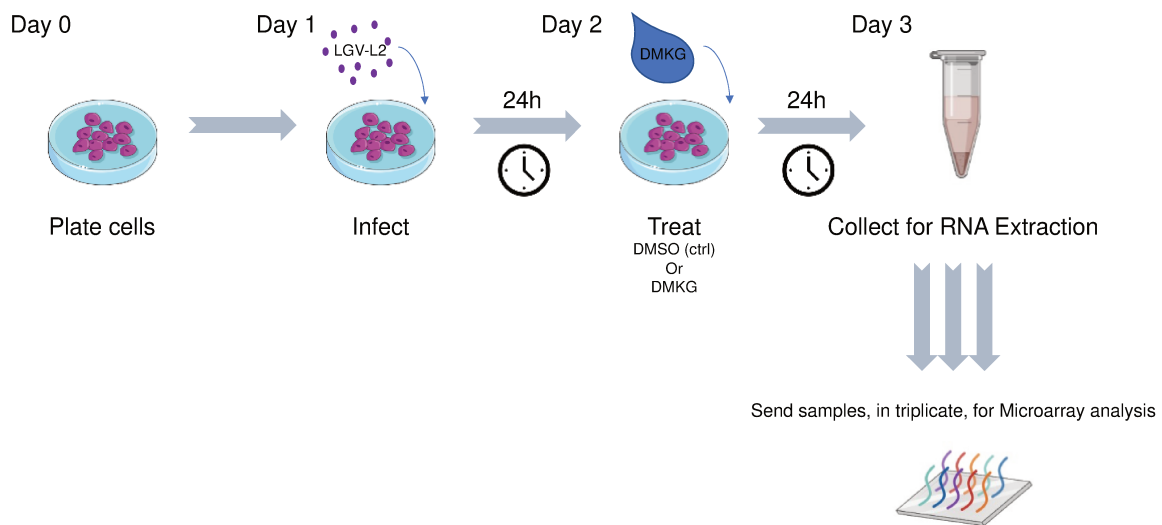 Day 0
Day 1
Day 2
Day 3
LGV-L2
DMKG
24h
24h
Plate cells
Infect
Treat
DMSO (ctrl)
Or
DMKG
Collect for RNA Extraction
Send samples, in triplicate, for Microarray analysis